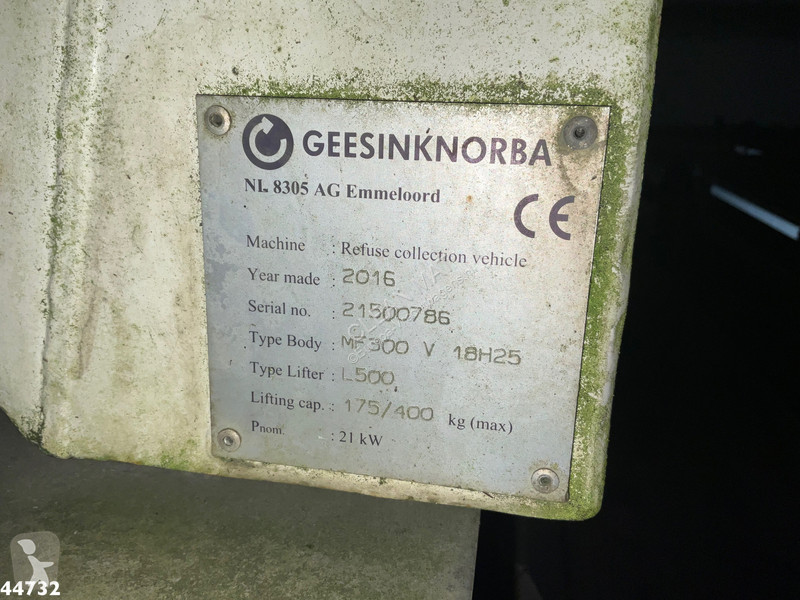 GEESINKNORBA
NL 8305 AG Emmeloord
CE
Machine : Refuse collection vehicle
Year made : 2016
Serial no. : 21500786
Type Body : MF300 V 18H25
Type Lifter : L500
Lifting cap. : 175/400 kg (max)
Pnom. : 21 kW
44732